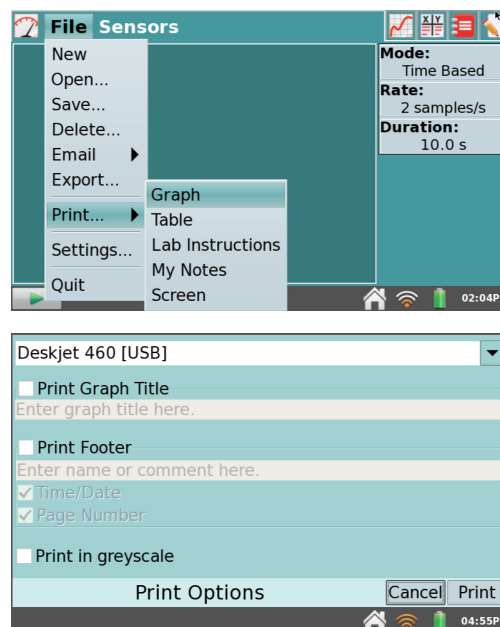 File Sensors
New
Open...
Save...
Delete...
Email
Export...
Print...
Settings...
Quit
Graph
Table
Lab Instructions
My Notes
Screen
X Y
Mode:
Time Based
Rate:
2 samples/s
Duration:
10.0 s
02:04P
Deskjet 460 [USB]
Print Graph Title
Enter graph title here.
Print Footer
Enter name or comment here.
Time/Date
Page Number
Print in greyscale
Print Options Cancel Print
04:55P